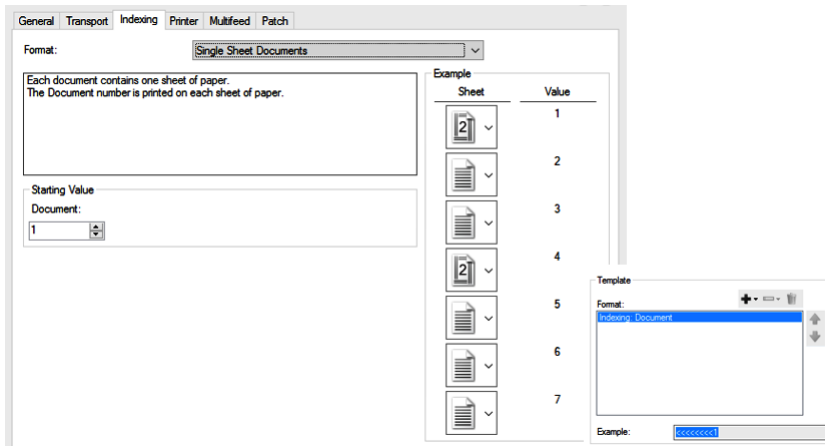 General Transport Indexing Printer Multifeed Patch
Format: Single Sheet Documents
Each document contains one sheet of paper.
The Document number is printed on each sheet of paper.
Starting Value
Document:
1
Example
Sheet Value
2 1
2
3
2 4
5
6
7
Template
Format:
Indexing: Document
Example: <<<<<<<<1